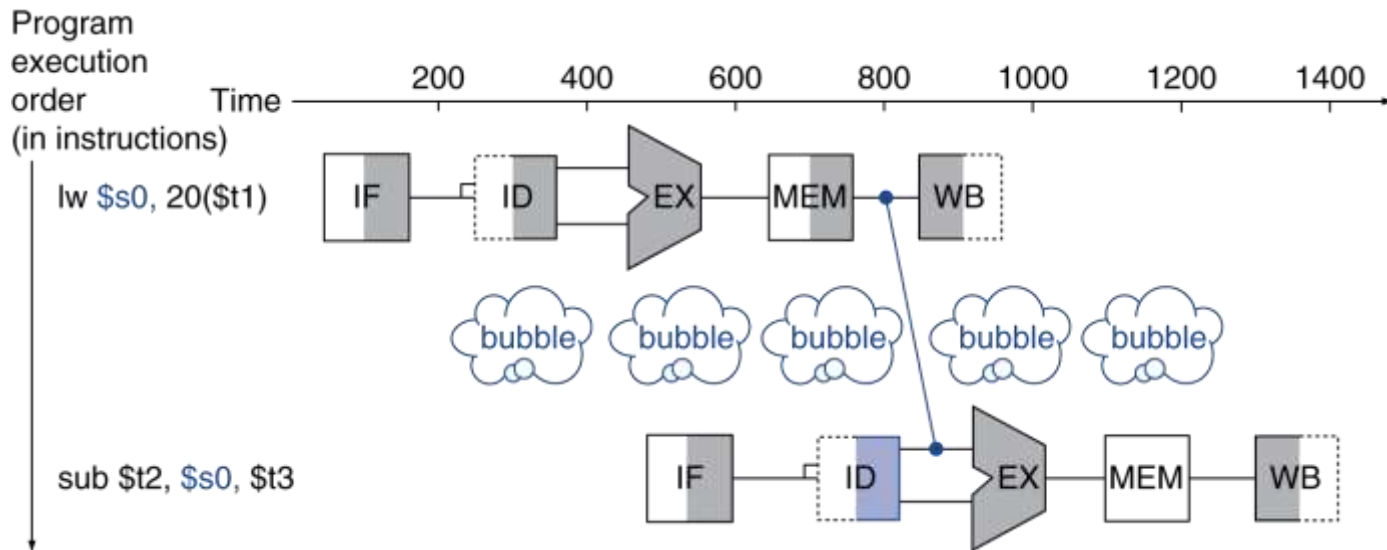 Program
execution
order
(in instructions)
Time
200 400 600 800 1000 1200 1400
lw $s0, 20($t1)
IF ID EX MEM WB
bubble bubble bubble bubble bubble
sub $t2, $s0, $t3
IF ID EX MEM WB